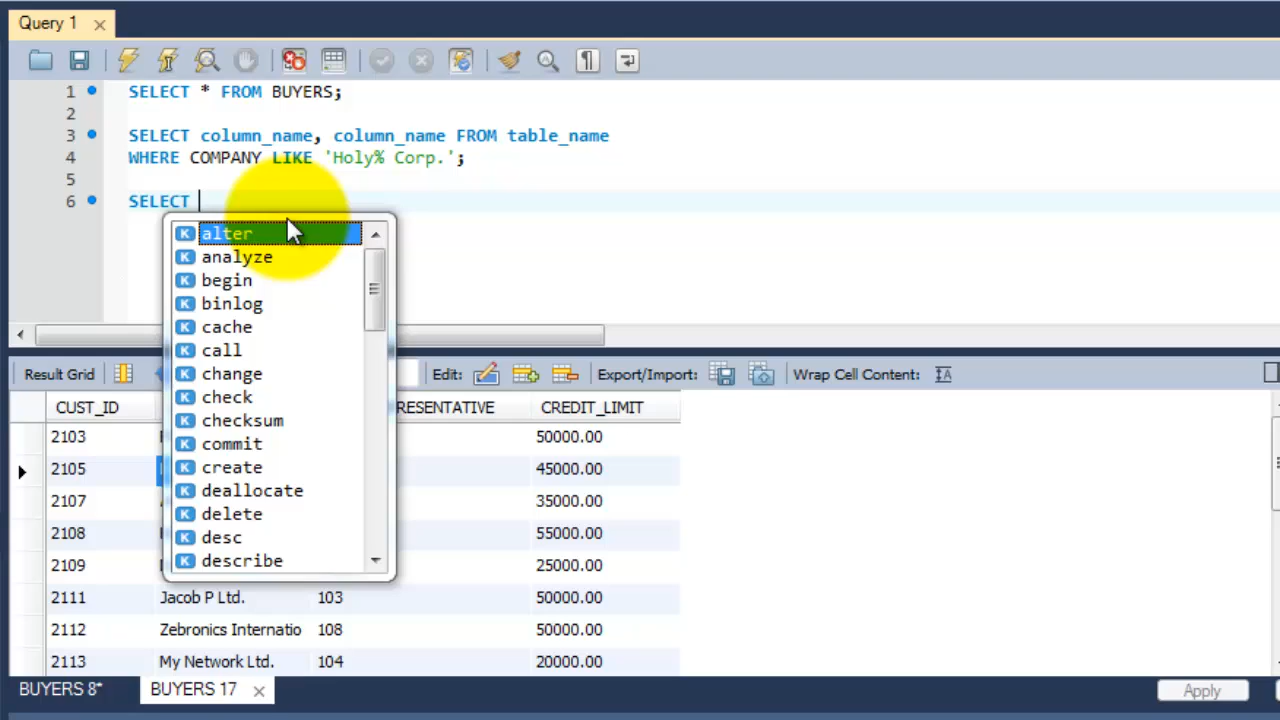 Query 1
1 SELECT * FROM BUYERS;
2
3 SELECT column_name, column_name FROM table_name
4 WHERE COMPANY LIKE 'Holy% Corp.';
5
6 SELECT
K alter
K analyze
K begin
K binlog
K cache
K call
K change
K check
K checksum
K commit
K create
K deallocate
K delete
K desc
K describe
Result Grid Edit: Export/Import: Wrap Cell Content: IA
CUST_ID RESENTATIVE CREDIT_LIMIT
2103 50000.00
2105 45000.00
2107 35000.00
2108 55000.00
2109 25000.00
2111 Jacob P Ltd. 103 50000.00
2112 Zebronics Internatio 108 50000.00
2113 My Network Ltd. 104 20000.00
BUYERS 8* BUYERS 17 Apply